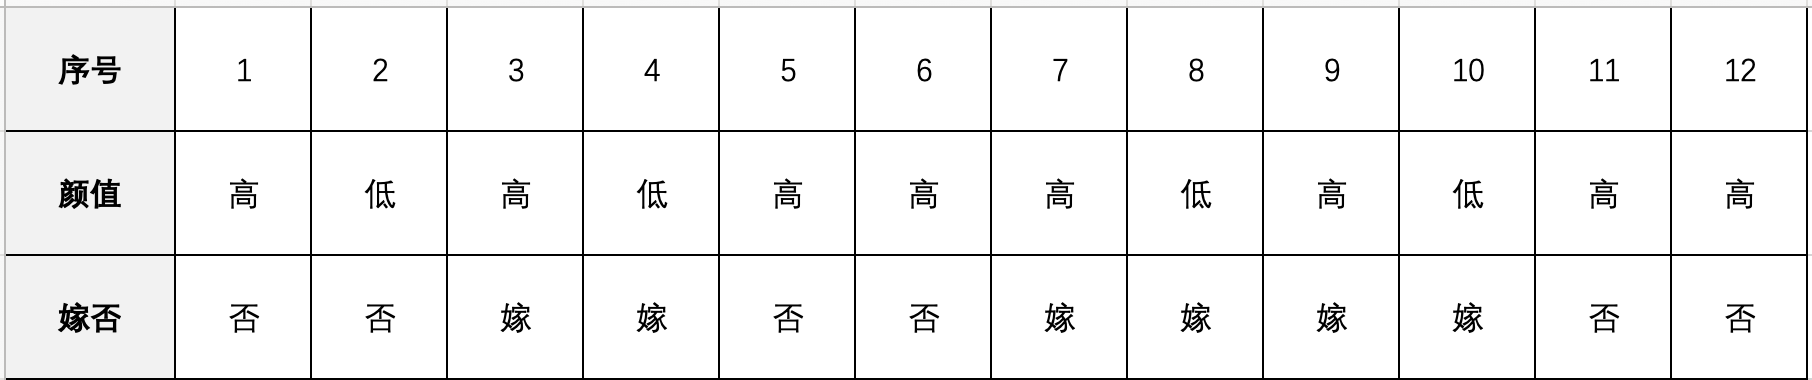 序号 1 2 3 4 5 6 7 8 9 10 11 12
颜值 高 低 高 低 高 高 高 低 高 低 高 高
嫁否 否 否 嫁 嫁 否 否 嫁 嫁 嫁 嫁 否 否